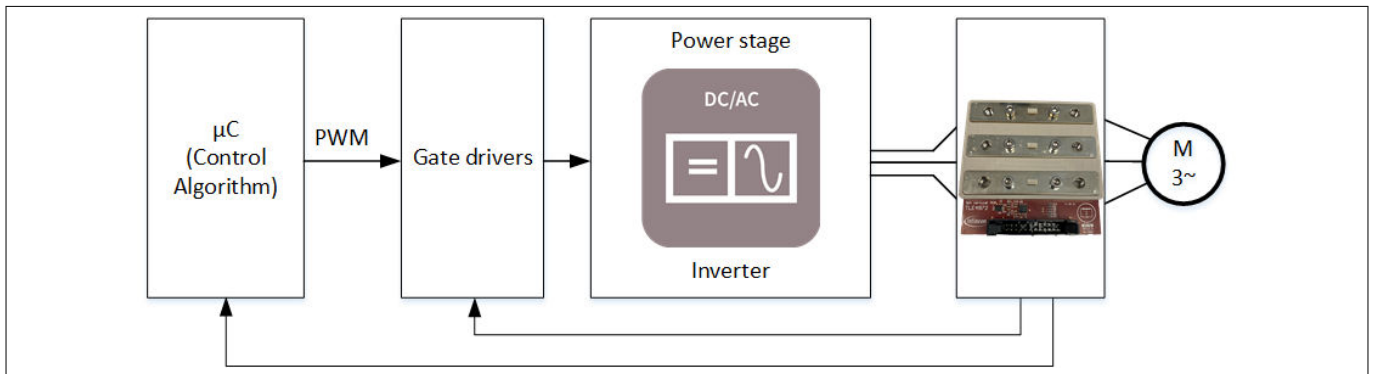 µC
(Control
Algorithm)
PWM
Gate drivers
Power stage
DC/AC
Inverter
M
3~